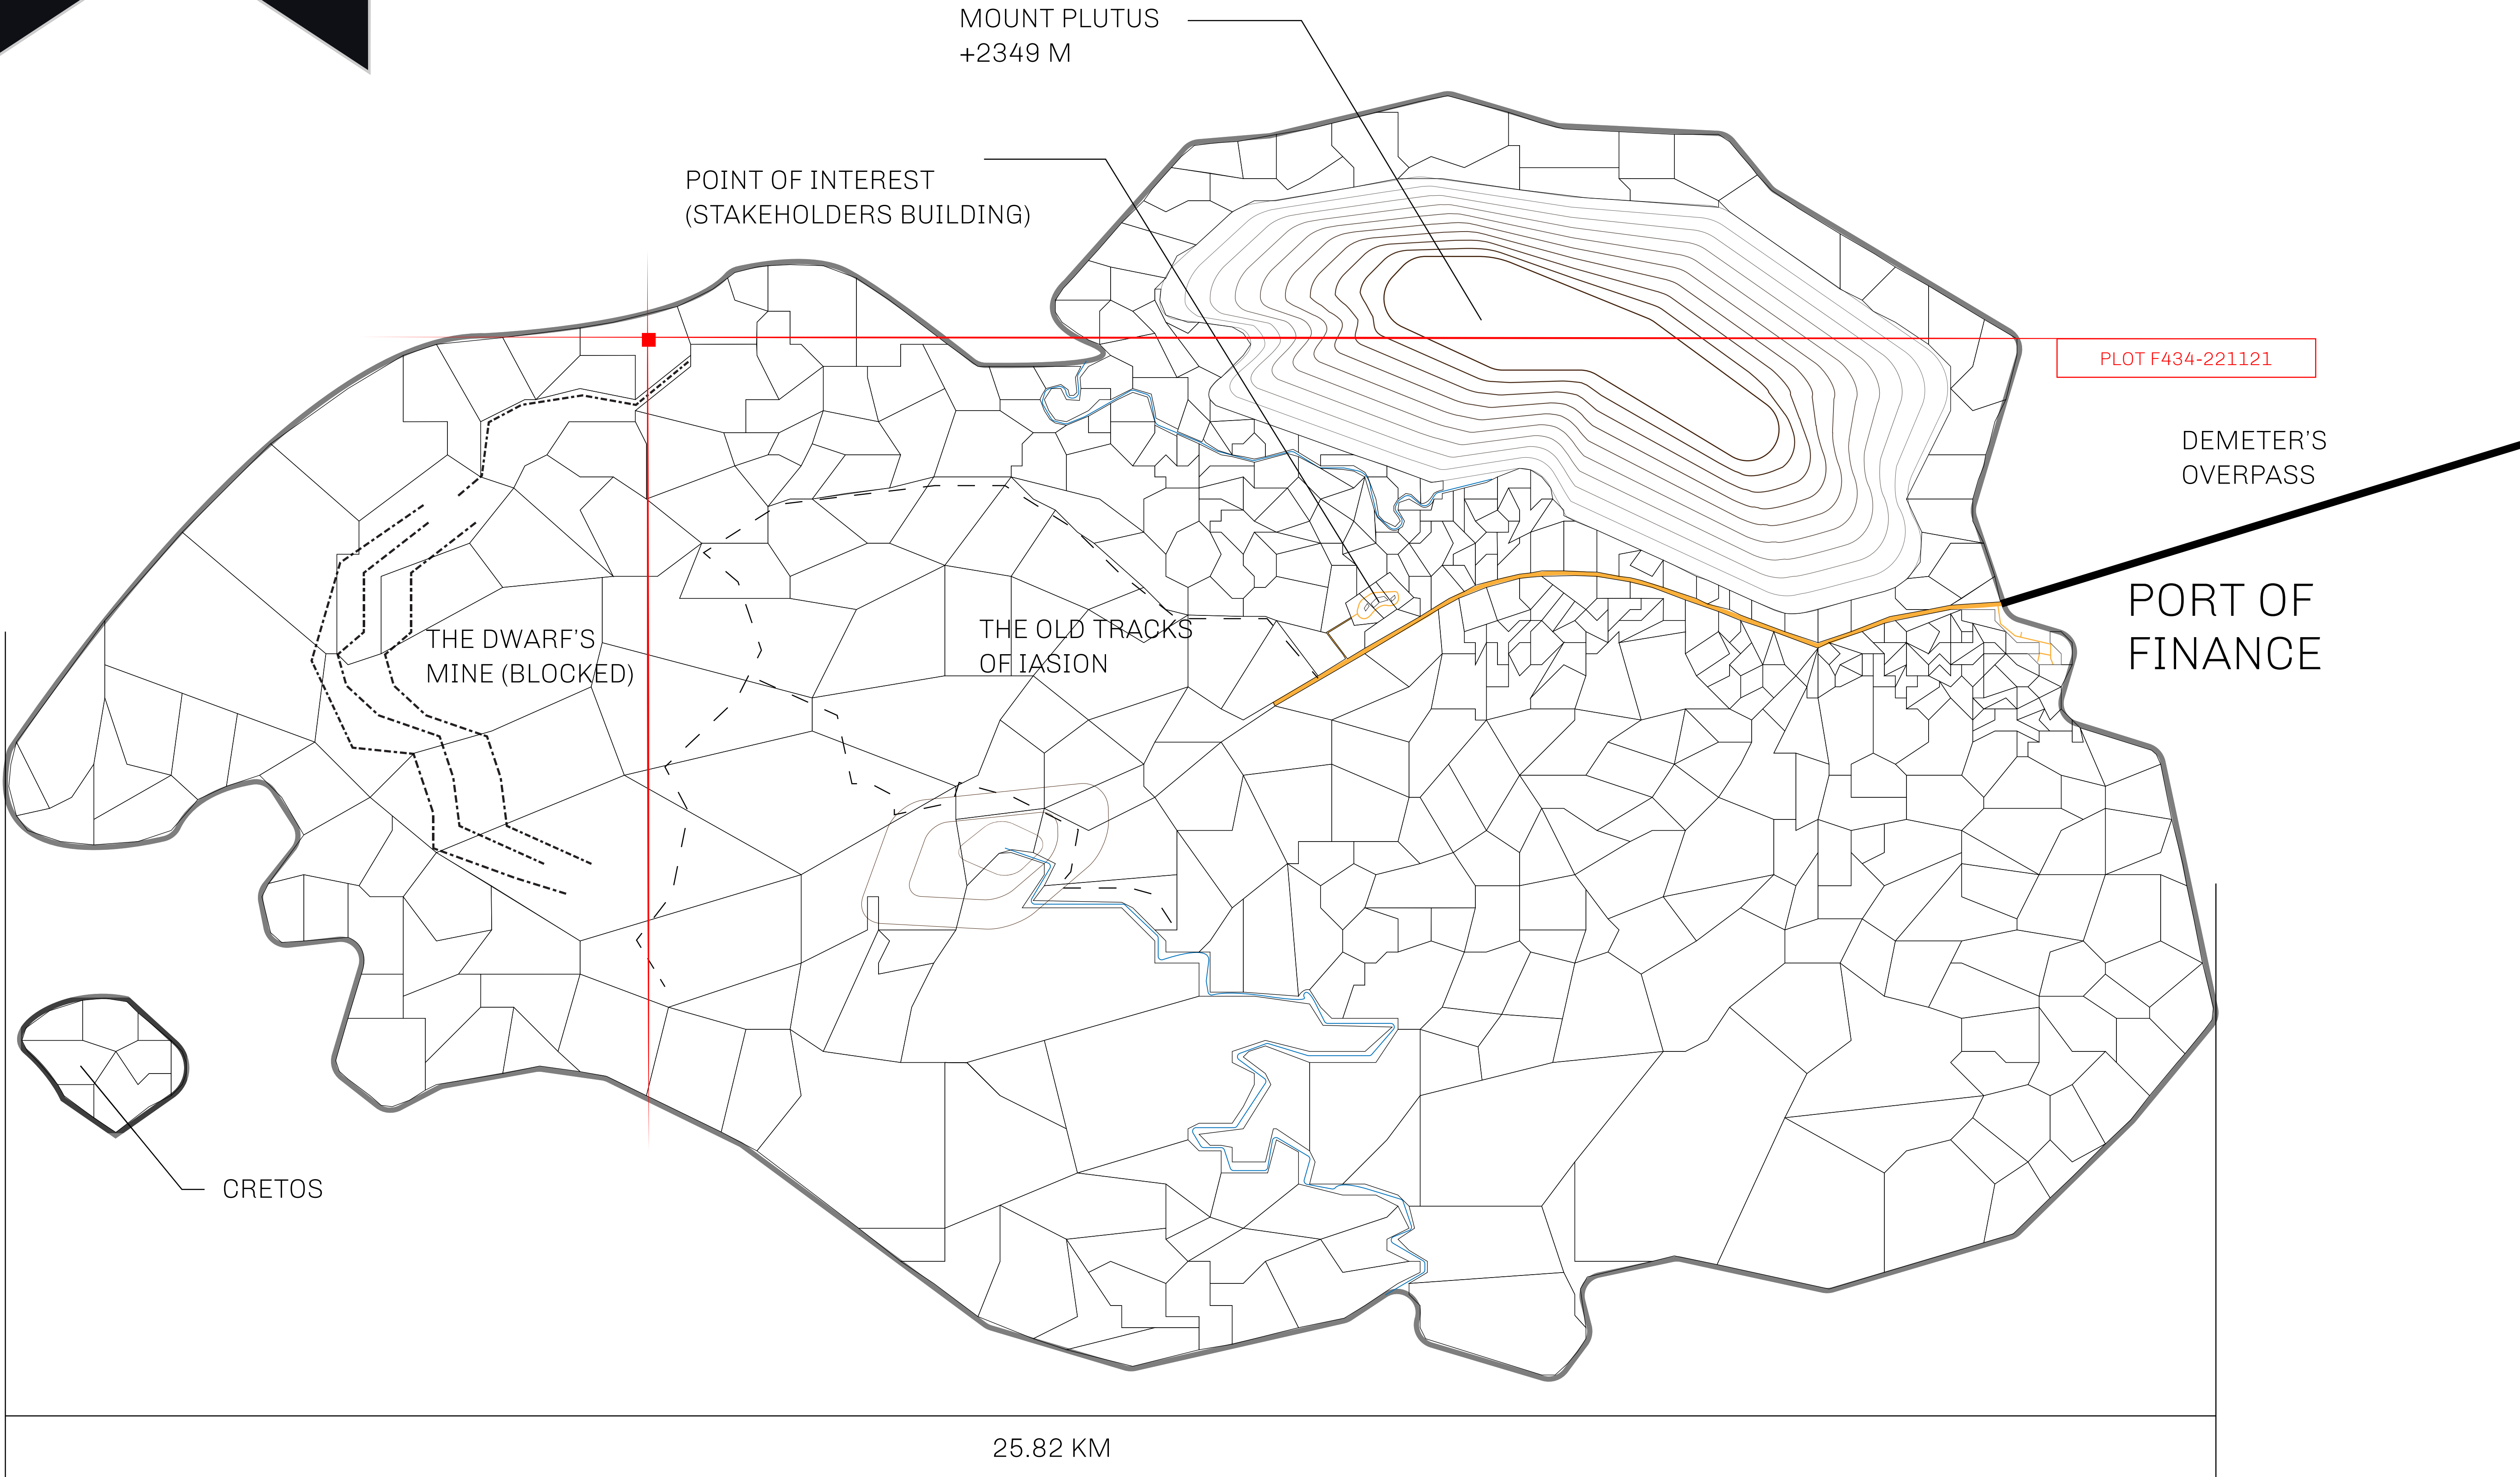 MOUNT PLUTUS
+2349 M
POINT OF INTEREST
(STAKEHOLDERS BUILDING)
PLOT F434-221121
DEMETER'S
OVERPASS
PORT OF
FINANCE
THE DWARF'S
MINE (BLOCKED)
THE OLD TRACKS
OF IASION
CRETOS
25.82 KM